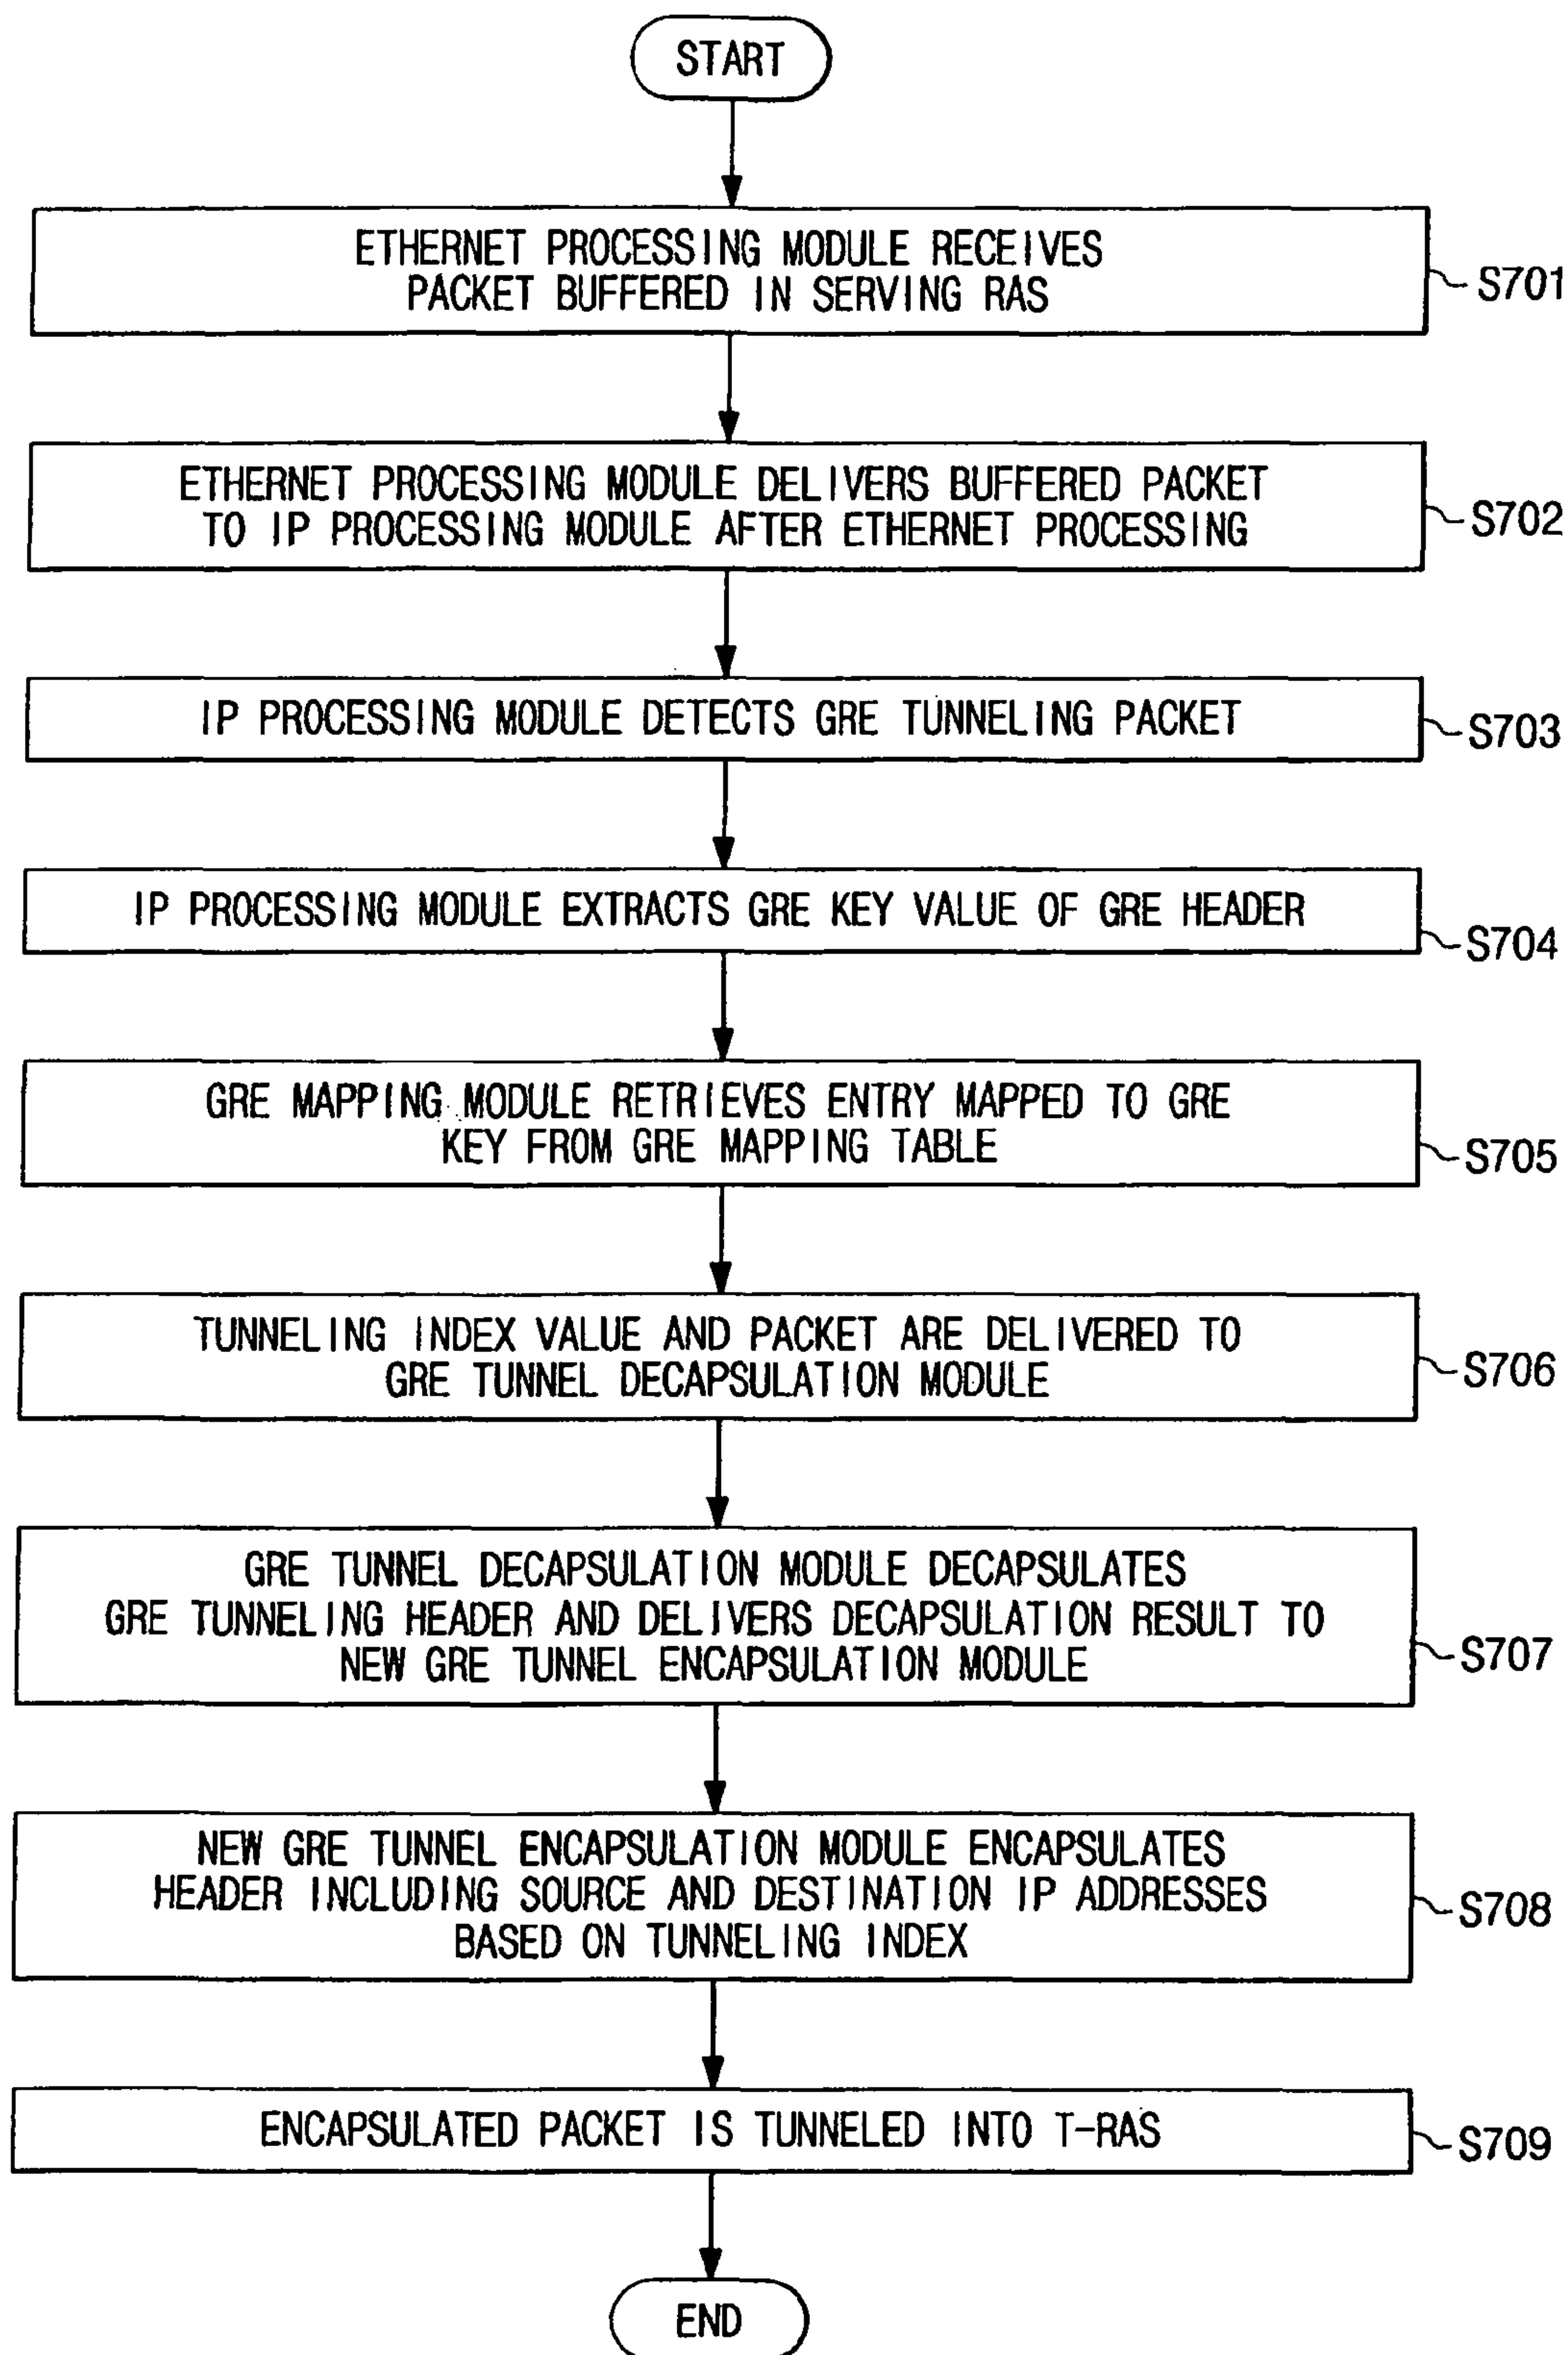 START
ETHERNET PROCESSING MODULE RECEIVES
PACKET BUFFERED IN SERVING RAS
S701
ETHERNET PROCESSING MODULE DELIVERS BUFFERED PACKET
TO IP PROCESSING MODULE AFTER ETHERNET PROCESSING
S702
IP PROCESSING MODULE DETECTS GRE TUNNELING PACKET
S703
IP PROCESSING MODULE EXTRACTS GRE KEY VALUE OF GRE HEADER
S704
GRE MAPPING MODULE RETRIEVES ENTRY MAPPED TO GRE
KEY FROM GRE MAPPING TABLE
S705
TUNNELING INDEX VALUE AND PACKET ARE DELIVERED TO
GRE TUNNEL DECAPSULATION MODULE
S706
GRE TUNNEL DECAPSULATION MODULE DECAPSULATES
GRE TUNNELING HEADER AND DELIVERS DECAPSULATION RESULT TO
NEW GRE TUNNEL ENCAPSULATION MODULE
S707
NEW GRE TUNNEL ENCAPSULATION MODULE ENCAPSULATES
HEADER INCLUDING SOURCE AND DESTINATION IP ADDRESSES
BASED ON TUNNELING INDEX
S708
ENCAPSULATED PACKET IS TUNNELED INTO T-RAS
S709
END